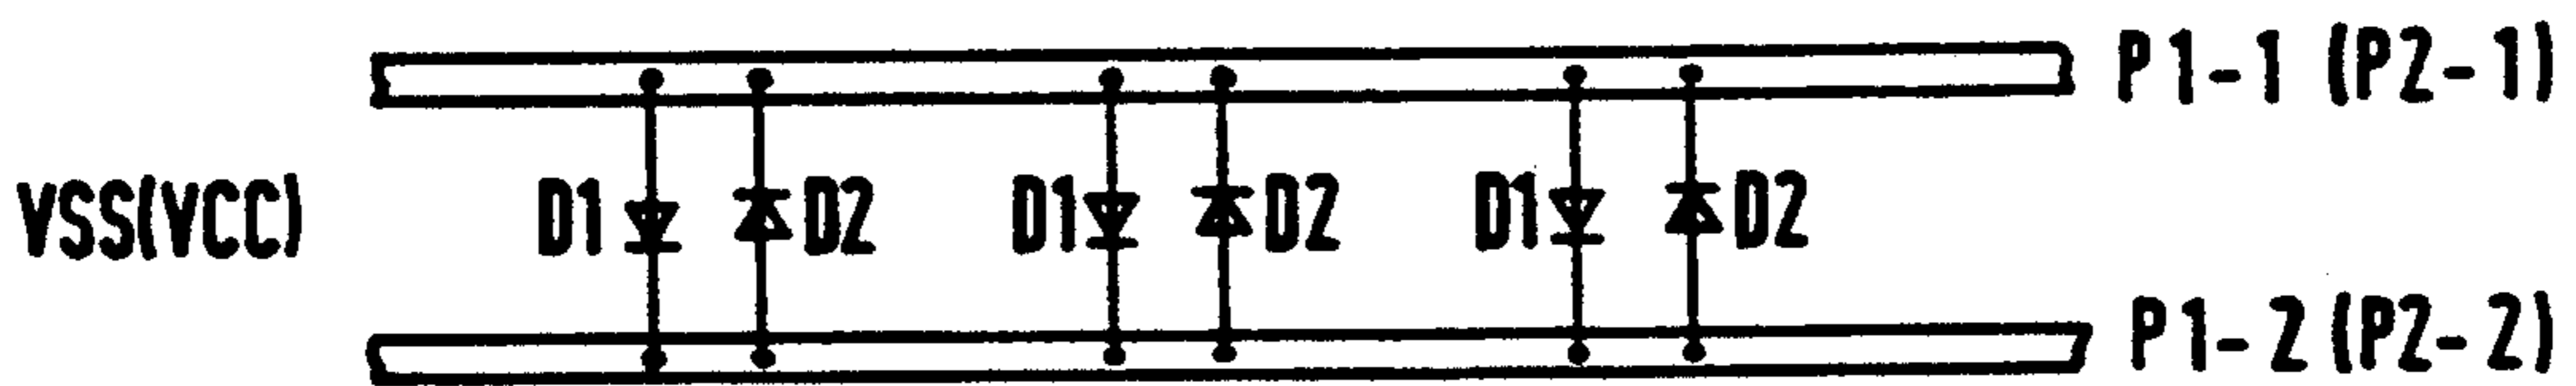 P1-1 (P2-1)
VSS(VCC) D1 D2 D1 D2 D1 D2
P1-2 (P2-2)